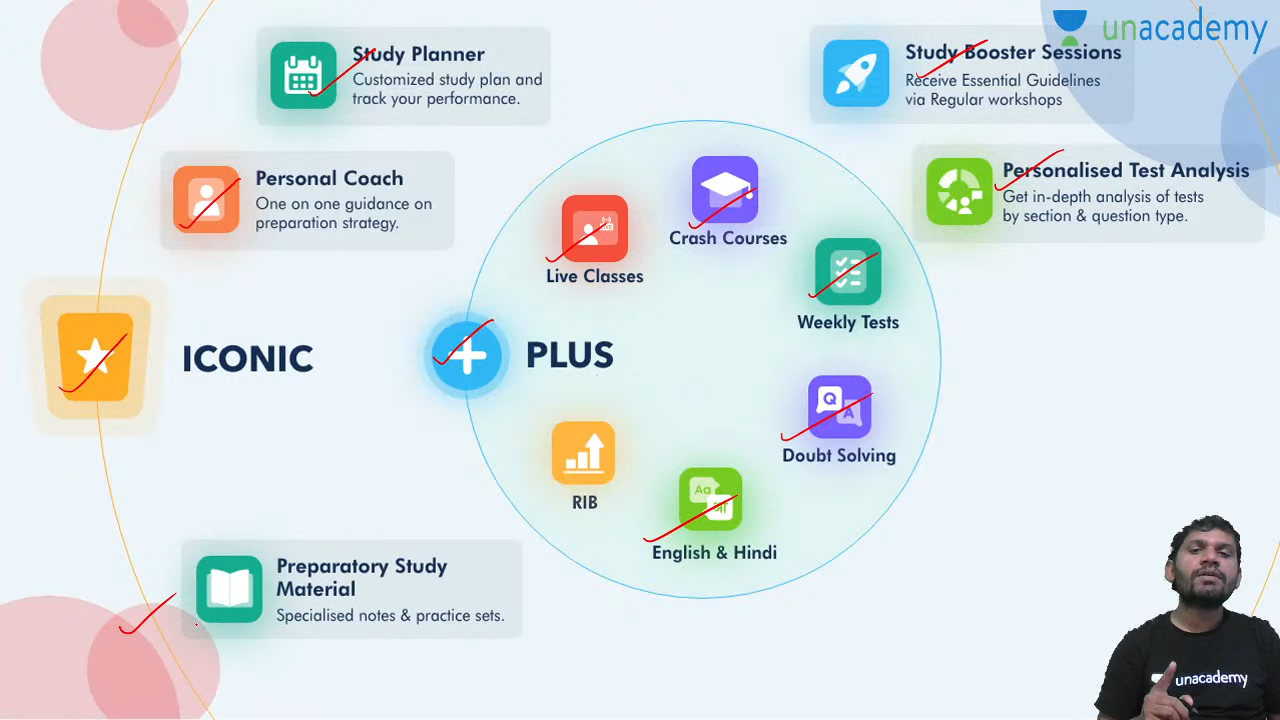 unacademy
Study Planner
Customized study plan and
track your performance.
Study Booster Sessions
Receive Essential Guidelines
via Regular workshops
Personal Coach
One on one guidance on
preparation strategy.
Personalised Test Analysis
Get in-depth analysis of tests
by section & question type.
Live Classes
Crash Courses
Weekly Tests
ICONIC
PLUS
Q
A
Doubt Solving
RIB
Aa
English & Hindi
Preparatory Study
Material
Specialised notes & practice sets.
unacademy